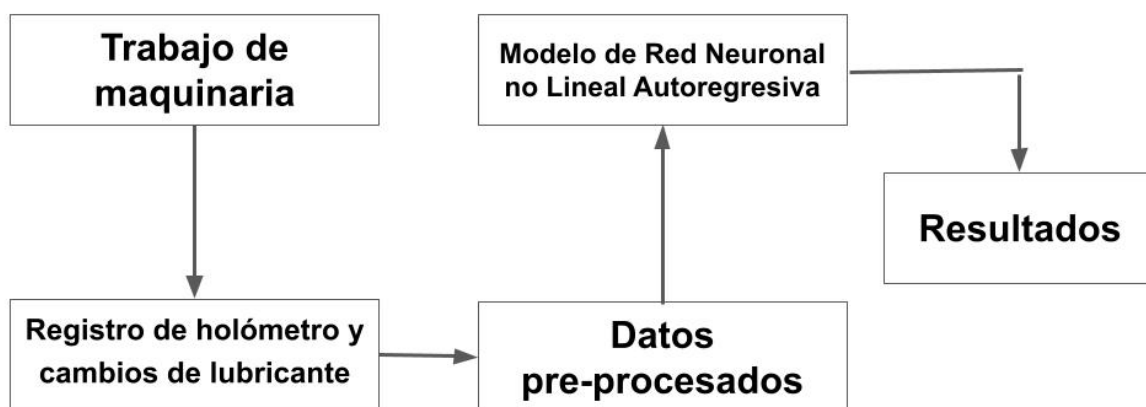 Trabajo de
maquinaria
Registro de holómetro y
cambios de lubricante
Datos
pre-procesados
Modelo de Red Neuronal
no Lineal Autoregresiva
Resultados